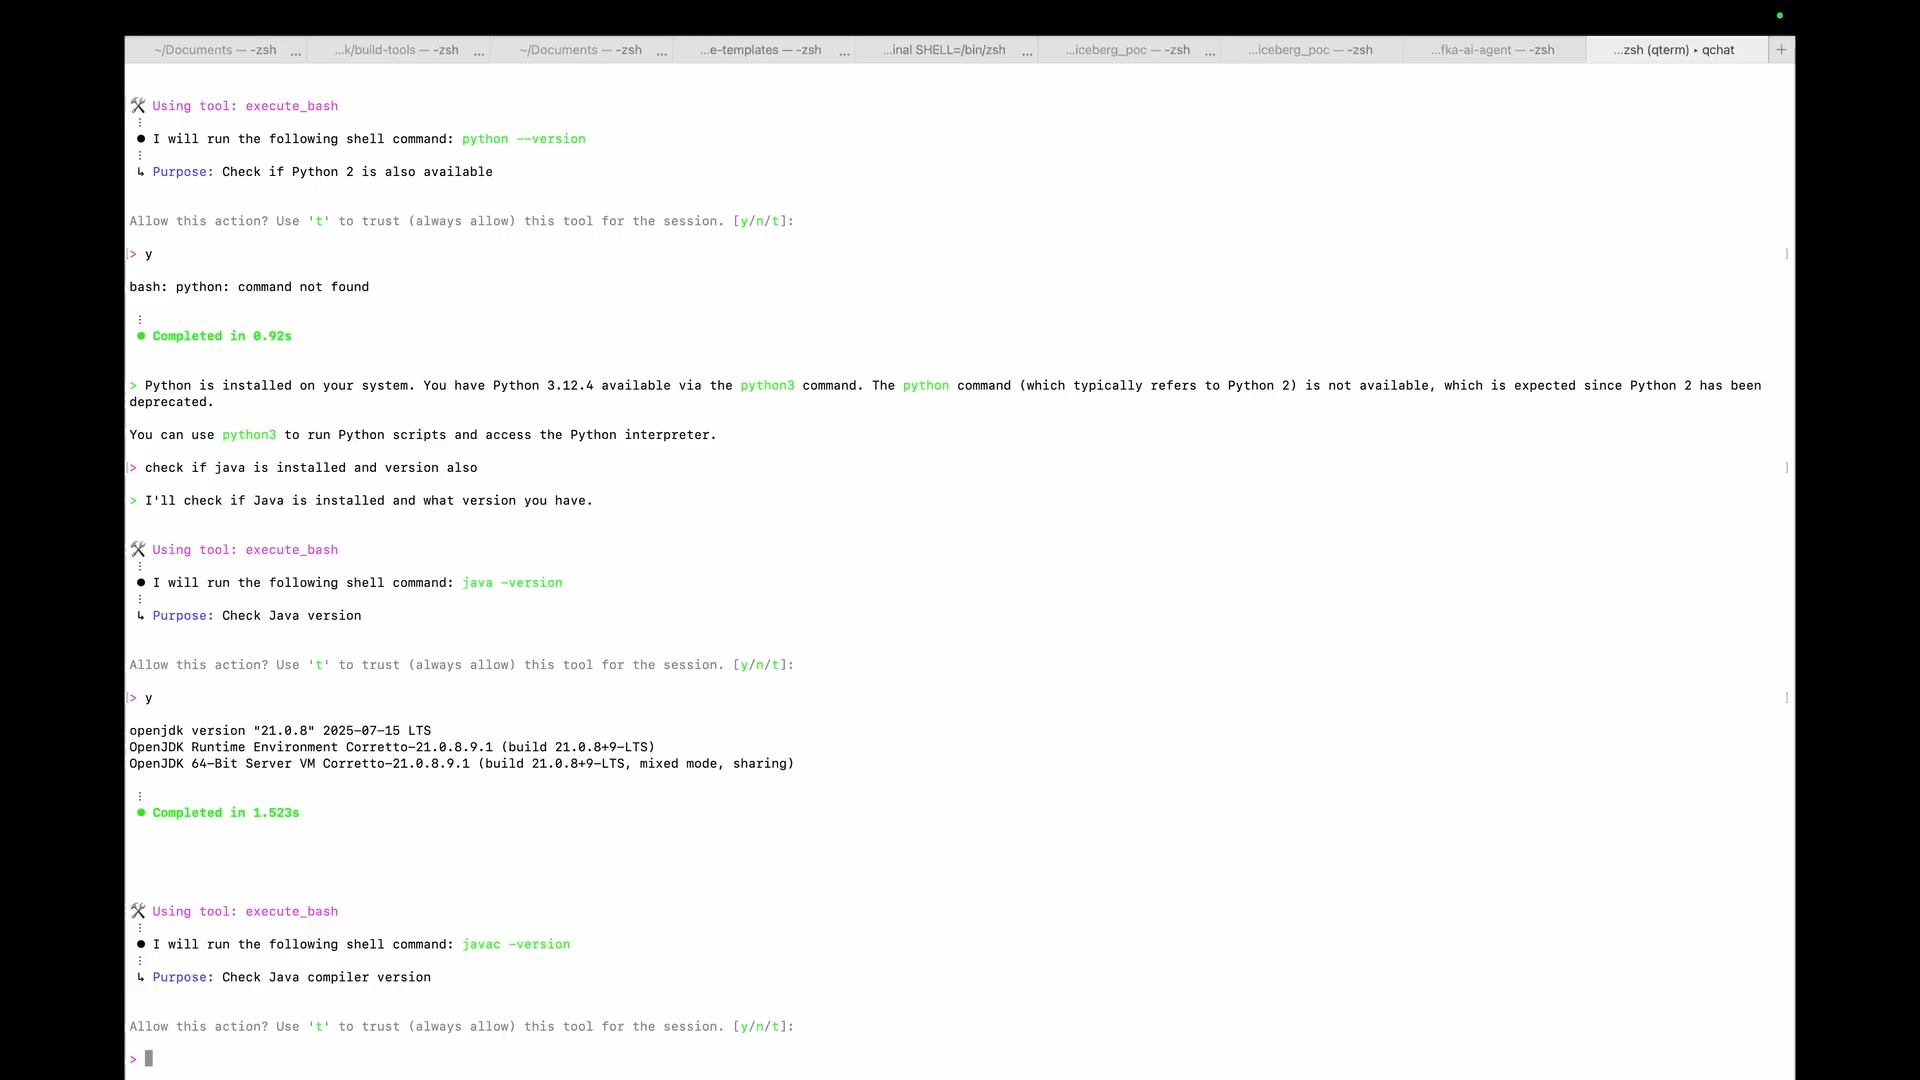 ~/Documents — -zsh ... ...k/build-tools — -zsh ... ~/Documents — -zsh ... ...e-templates — -zsh ... ...inal SHELL=/bin/zsh ... ...iceberg_poc — -zsh ... ...iceberg_poc — -zsh ...fka-ai-agent — -zsh ...zsh (qterm) ▸ qchat +
🛠 Using tool: execute_bash
⋮
● I will run the following shell command: python --version
⋮
↳ Purpose: Check if Python 2 is also available
Allow this action? Use 't' to trust (always allow) this tool for the session. [y/n/t]:
[> y ]
bash: python: command not found
⋮
● Completed in 0.92s
> Python is installed on your system. You have Python 3.12.4 available via the python3 command. The python command (which typically refers to Python 2) is not available, which is expected since Python 2 has been
deprecated.
You can use python3 to run Python scripts and access the Python interpreter.
[> check if java is installed and version also ]
> I'll check if Java is installed and what version you have.
🛠 Using tool: execute_bash
⋮
● I will run the following shell command: java -version
⋮
↳ Purpose: Check Java version
Allow this action? Use 't' to trust (always allow) this tool for the session. [y/n/t]:
[> y ]
openjdk version "21.0.8" 2025-07-15 LTS
OpenJDK Runtime Environment Corretto-21.0.8.9.1 (build 21.0.8+9-LTS)
OpenJDK 64-Bit Server VM Corretto-21.0.8.9.1 (build 21.0.8+9-LTS, mixed mode, sharing)
⋮
● Completed in 1.523s
🛠 Using tool: execute_bash
⋮
● I will run the following shell command: javac -version
⋮
↳ Purpose: Check Java compiler version
Allow this action? Use 't' to trust (always allow) this tool for the session. [y/n/t]:
>